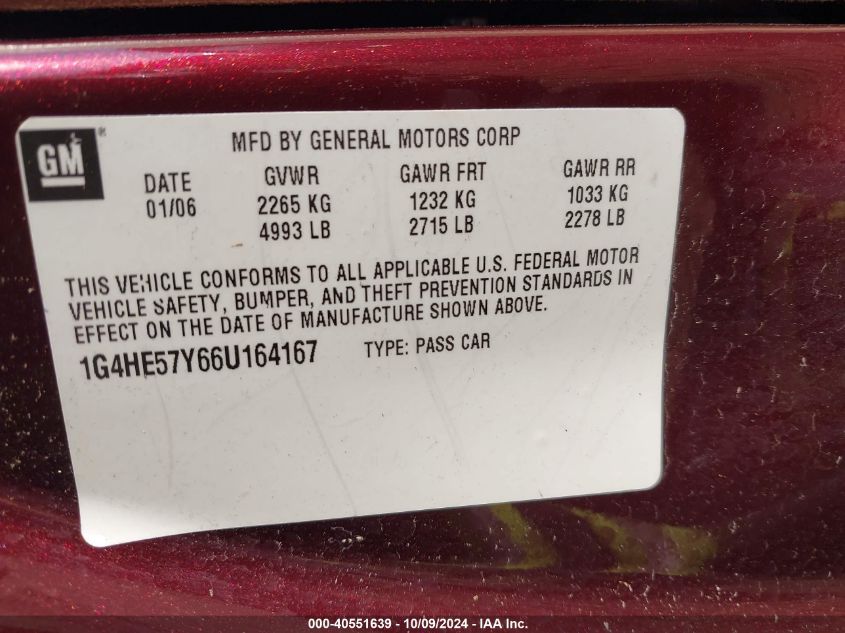 GM ®
MFD BY GENERAL MOTORS CORP
DATE GVWR GAWR FRT GAWR RR
01/06 2265 KG 1232 KG 1033 KG
4993 LB 2715 LB 2278 LB
THIS VEHICLE CONFORMS TO ALL APPLICABLE U.S. FEDERAL MOTOR
VEHICLE SAFETY, BUMPER, AND THEFT PREVENTION STANDARDS IN
EFFECT ON THE DATE OF MANUFACTURE SHOWN ABOVE.
1G4HE57Y66U164167 TYPE: PASS CAR
000-40551639 - 10/09/2024 - IAA Inc.